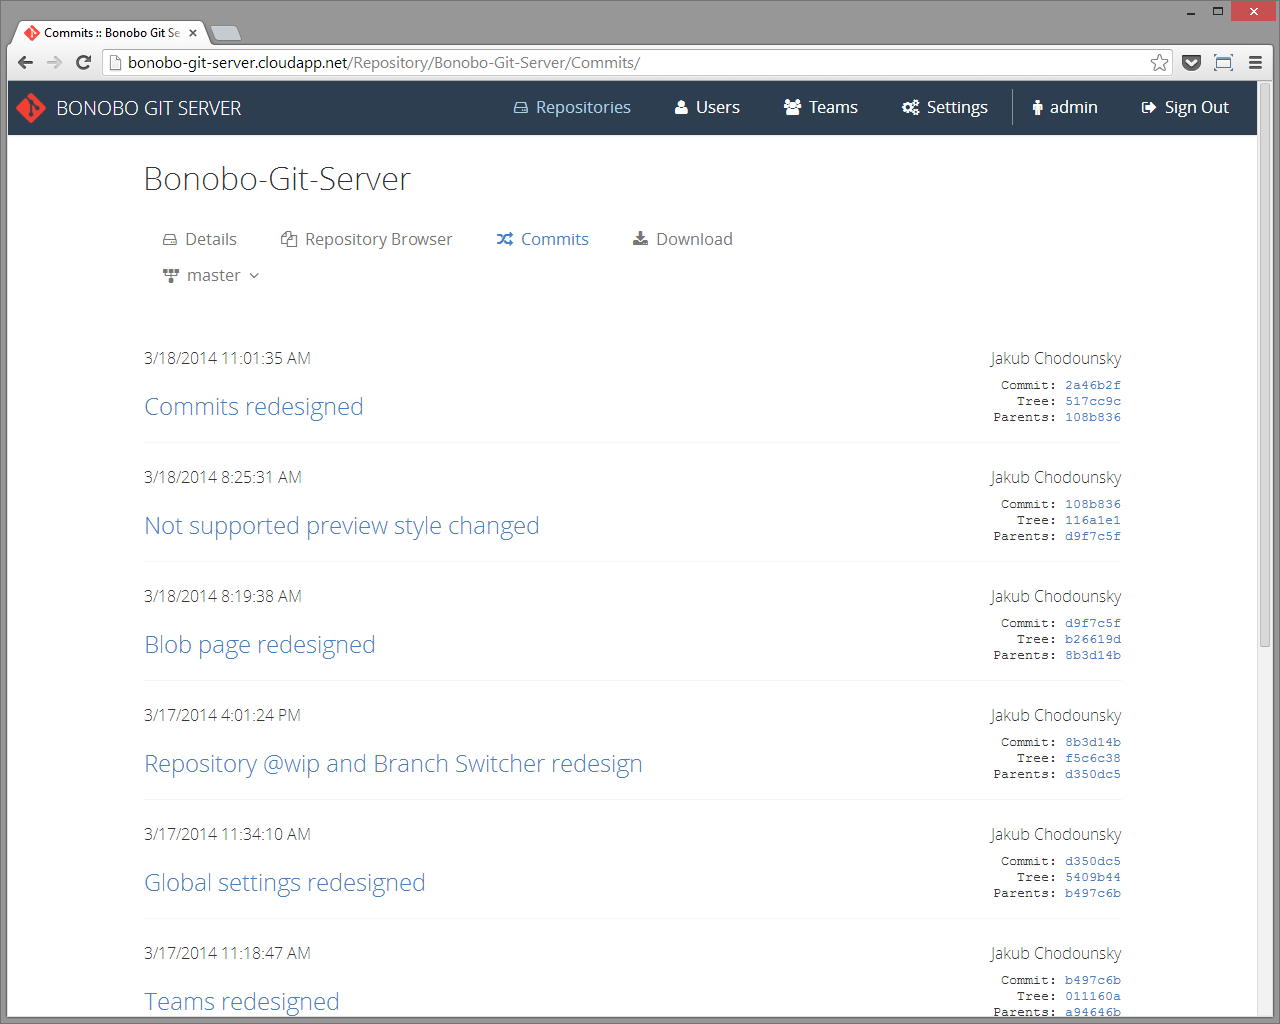 Commits :: Bonobo Git Se
bonobo-git-server.cloudapp.net/Repository/Bonobo-Git-Server/Commits/
BONOBO GIT SERVER Repositories Users Teams Settings admin Sign Out
Bonobo-Git-Server
Details Repository Browser Commits Download
master
3/18/2014 11:01:35 AM Jakub Chodounsky
Commits redesigned
Commit: 2a46b2f
Tree: 517cc9c
Parents: 108b836
3/18/2014 8:25:31 AM Jakub Chodounsky
Not supported preview style changed
Commit: 108b836
Tree: 116a1e1
Parents: d9f7c5f
3/18/2014 8:19:38 AM Jakub Chodounsky
Blob page redesigned
Commit: d9f7c5f
Tree: b26619d
Parents: 8b3d14b
3/17/2014 4:01:24 PM Jakub Chodounsky
Repository @wip and Branch Switcher redesign
Commit: 8b3d14b
Tree: f5c6c38
Parents: d350dc5
3/17/2014 11:34:10 AM Jakub Chodounsky
Global settings redesigned
Commit: d350dc5
Tree: 5409b44
Parents: b497c6b
3/17/2014 11:18:47 AM Jakub Chodounsky
Teams redesigned
Commit: b497c6b
Tree: 011160a
Parents: a94646b